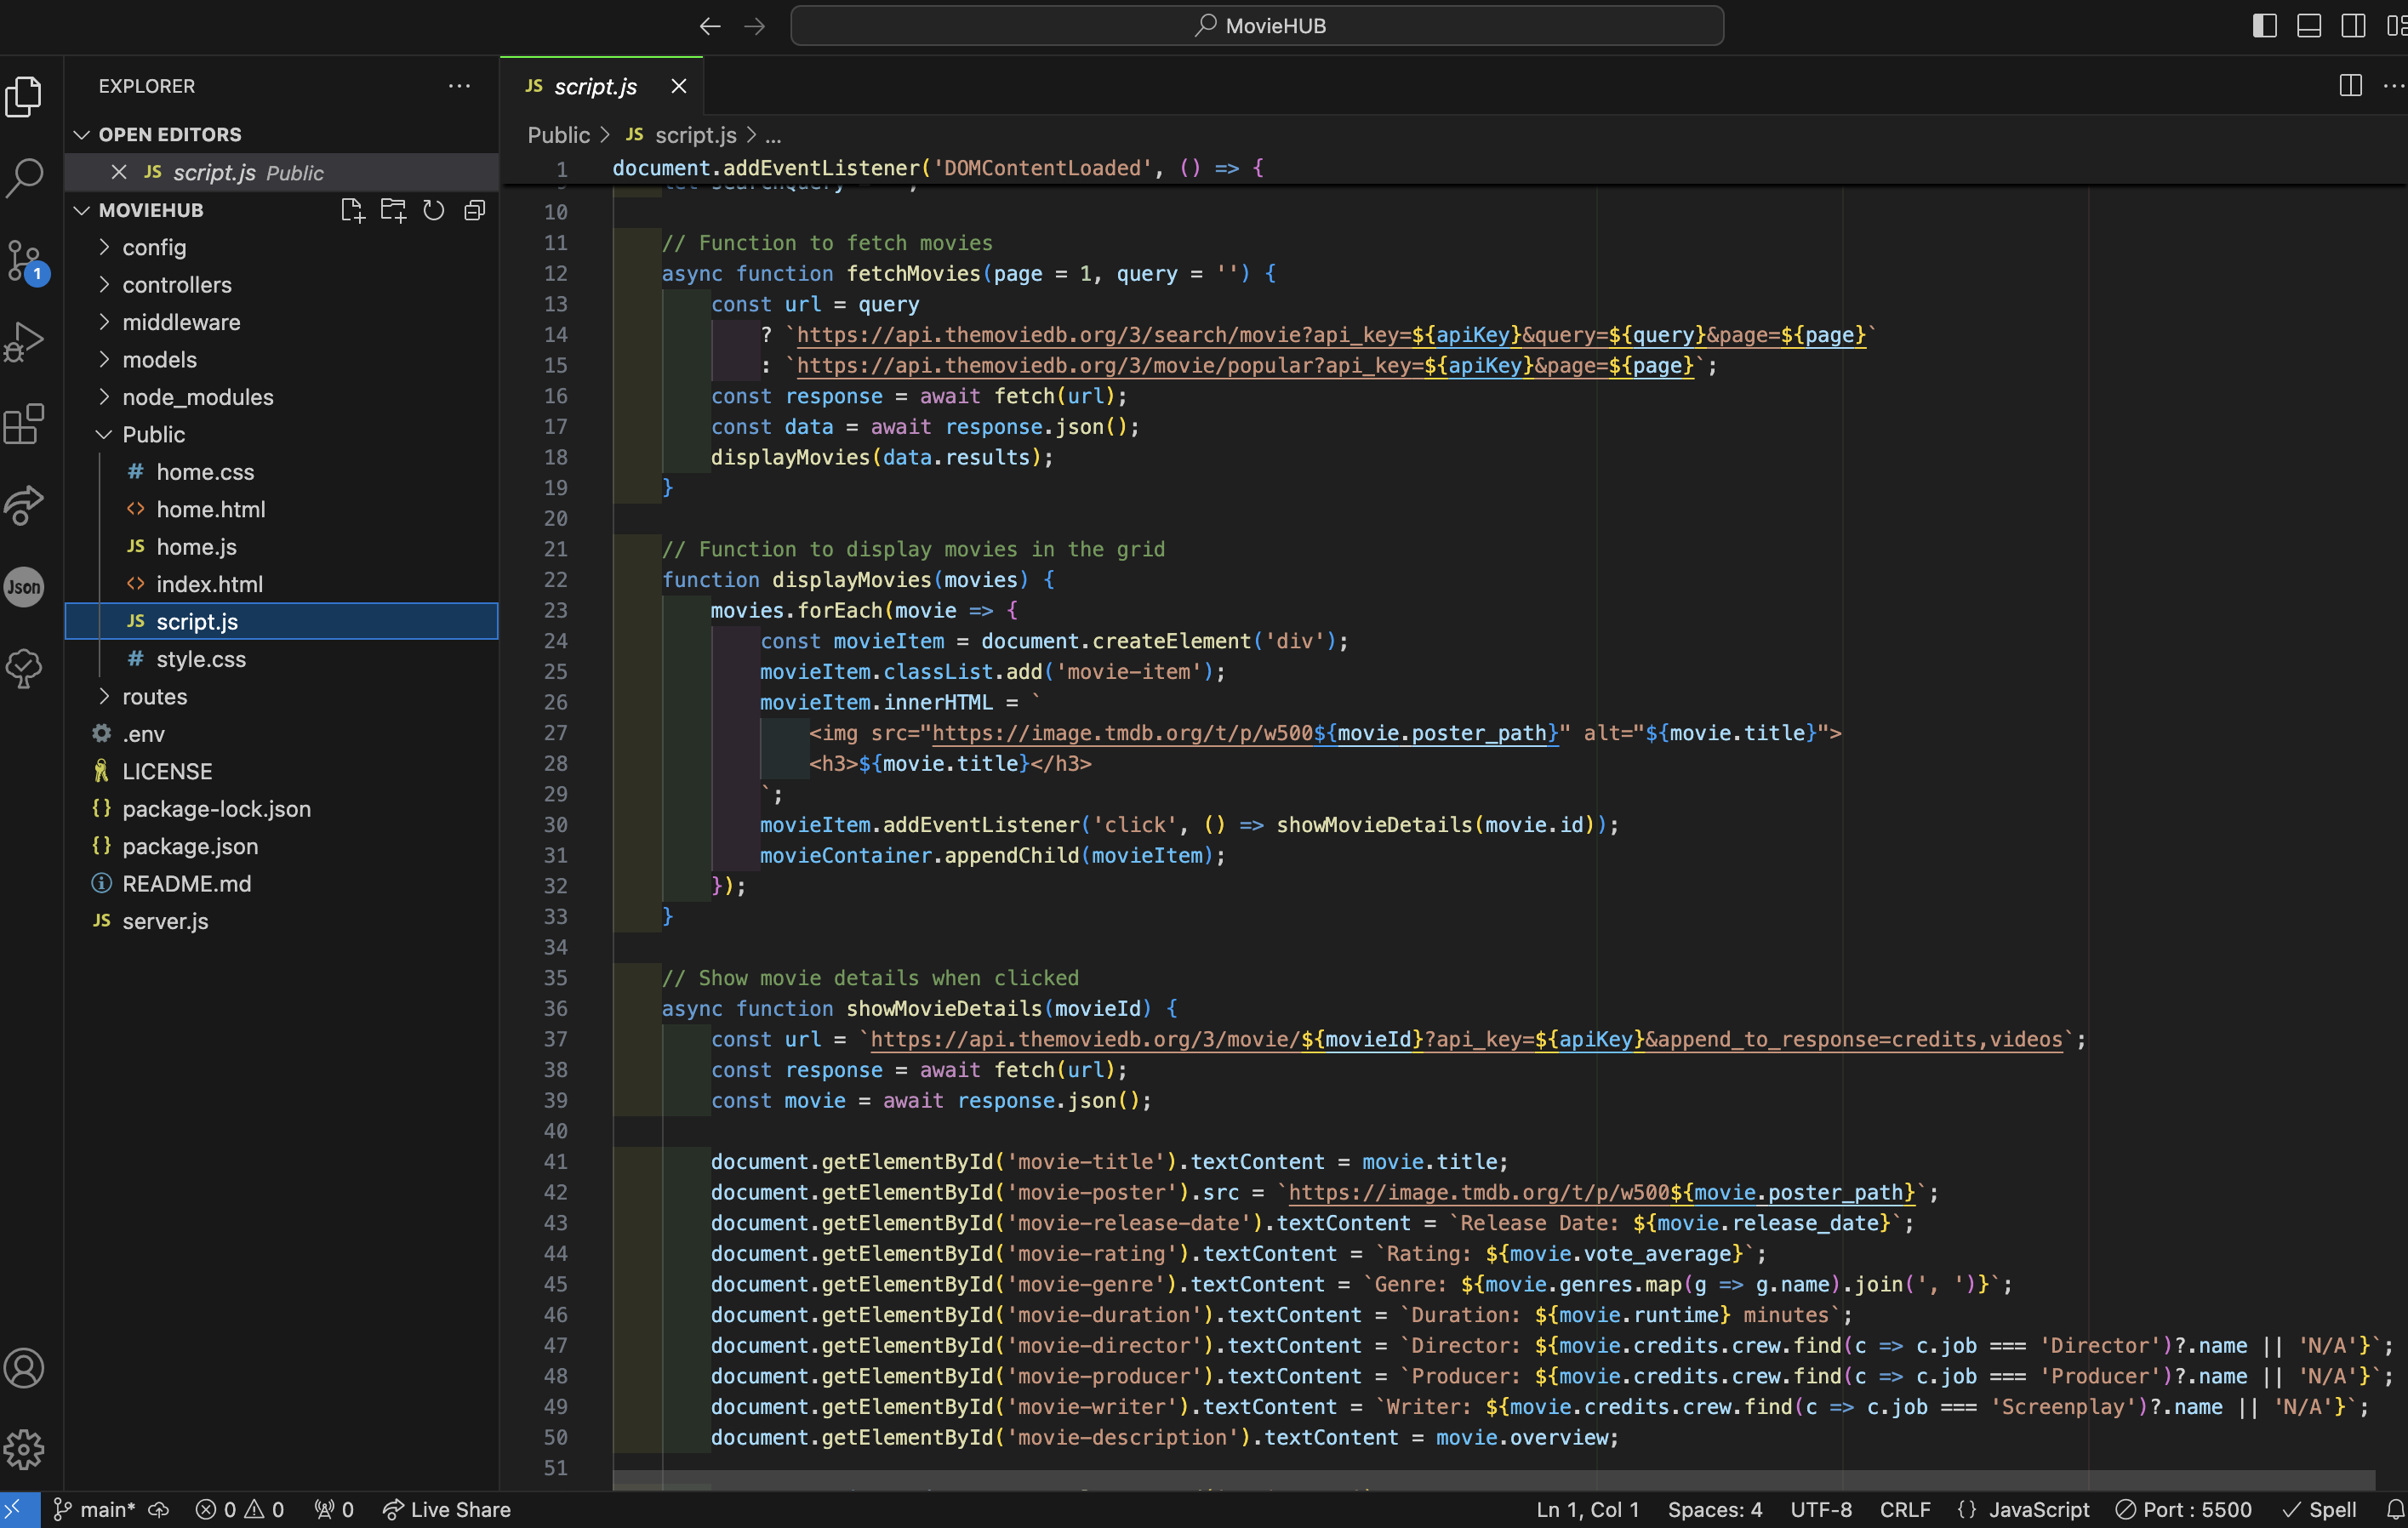 MovieHUB
EXPLORER
OPEN EDITORS
JS script.js Public
MOVIEHUB
config
controllers
middleware
models
node_modules
Public
# home.css
<> home.html
JS home.js
<> index.html
JS script.js
# style.css
routes
.env
LICENSE
{} package-lock.json
{} package.json
README.md
JS server.js
1
Json
JS script.js
Public > JS script.js > ...
1 document.addEventListener('DOMContentLoaded', () => {
10
11 // Function to fetch movies
12 async function fetchMovies(page = 1, query = '') {
13 const url = query
14 ? `https://api.themoviedb.org/3/search/movie?api_key=${apiKey}&query=${query}&page=${page}`
15 : `https://api.themoviedb.org/3/movie/popular?api_key=${apiKey}&page=${page}`;
16 const response = await fetch(url);
17 const data = await response.json();
18 displayMovies(data.results);
19 }
20
21 // Function to display movies in the grid
22 function displayMovies(movies) {
23 movies.forEach(movie => {
24 const movieItem = document.createElement('div');
25 movieItem.classList.add('movie-item');
26 movieItem.innerHTML = `
27 <img src="https://image.tmdb.org/t/p/w500${movie.poster_path}" alt="${movie.title}">
28 <h3>${movie.title}</h3>
29 `;
30 movieItem.addEventListener('click', () => showMovieDetails(movie.id));
31 movieContainer.appendChild(movieItem);
32 });
33 }
34
35 // Show movie details when clicked
36 async function showMovieDetails(movieId) {
37 const url = `https://api.themoviedb.org/3/movie/${movieId}?api_key=${apiKey}&append_to_response=credits,videos`;
38 const response = await fetch(url);
39 const movie = await response.json();
40
41 document.getElementById('movie-title').textContent = movie.title;
42 document.getElementById('movie-poster').src = `https://image.tmdb.org/t/p/w500${movie.poster_path}`;
43 document.getElementById('movie-release-date').textContent = `Release Date: ${movie.release_date}`;
44 document.getElementById('movie-rating').textContent = `Rating: ${movie.vote_average}`;
45 document.getElementById('movie-genre').textContent = `Genre: ${movie.genres.map(g => g.name).join(', ')}`;
46 document.getElementById('movie-duration').textContent = `Duration: ${movie.runtime} minutes`;
47 document.getElementById('movie-director').textContent = `Director: ${movie.credits.crew.find(c => c.job === 'Director')?.name || 'N/A'}`;
48 document.getElementById('movie-producer').textContent = `Producer: ${movie.credits.crew.find(c => c.job === 'Producer')?.name || 'N/A'}`;
49 document.getElementById('movie-writer').textContent = `Writer: ${movie.credits.crew.find(c => c.job === 'Screenplay')?.name || 'N/A'}`;
50 document.getElementById('movie-description').textContent = movie.overview;
51
main* 0 0 0 Live Share Ln 1, Col 1 Spaces: 4 UTF-8 CRLF {} JavaScript Port : 5500 Spell